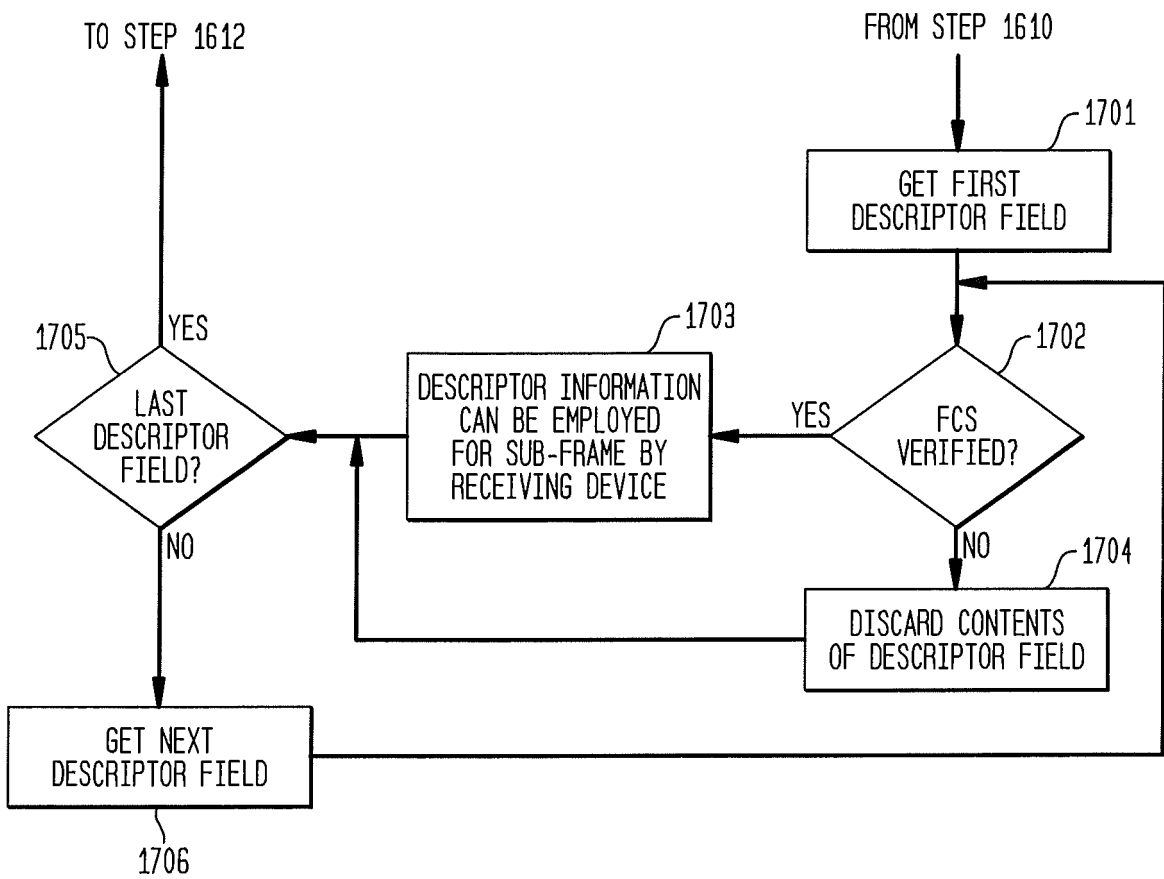 TO STEP 1612
FROM STEP 1610
1701
GET FIRST
DESCRIPTOR FIELD
1702
FCS
VERIFIED?
YES
NO
1703
DESCRIPTOR INFORMATION
CAN BE EMPLOYED
FOR SUB-FRAME BY
RECEIVING DEVICE
1704
DISCARD CONTENTS
OF DESCRIPTOR FIELD
1705
LAST
DESCRIPTOR
FIELD?
YES
NO
GET NEXT
DESCRIPTOR FIELD
1706